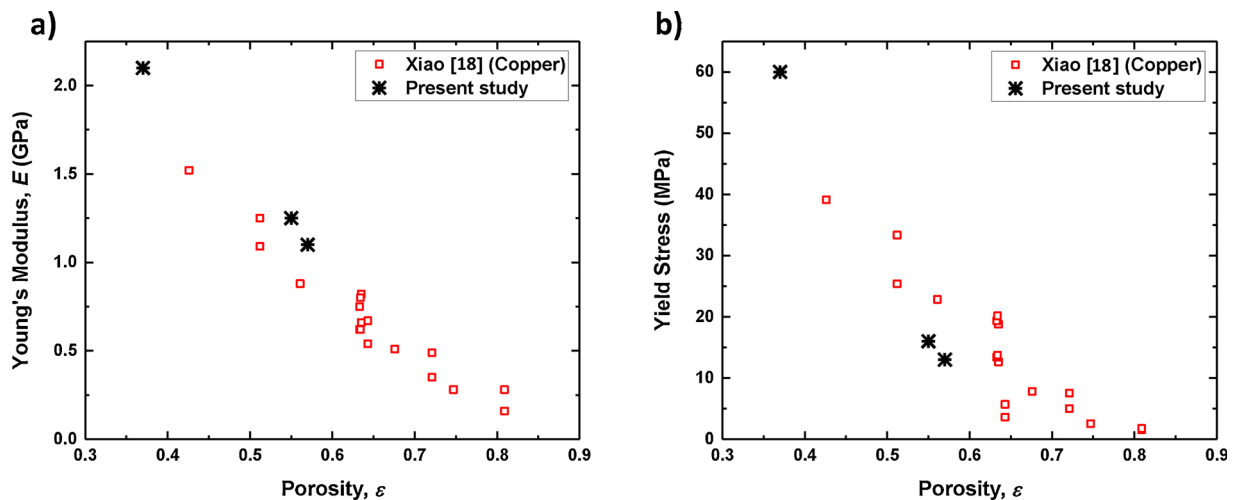 a)
Xiao [18] (Copper)
Present study
Young's Modulus, E (GPa)
2.0
1.5
1.0
0.5
0.0
0.3 0.4 0.5 0.6 0.7 0.8 0.9
Porosity, ε
b)
Xiao [18] (Copper)
Present study
Yield Stress (MPa)
60
50
40
30
20
10
0
0.3 0.4 0.5 0.6 0.7 0.8 0.9
Porosity, ε